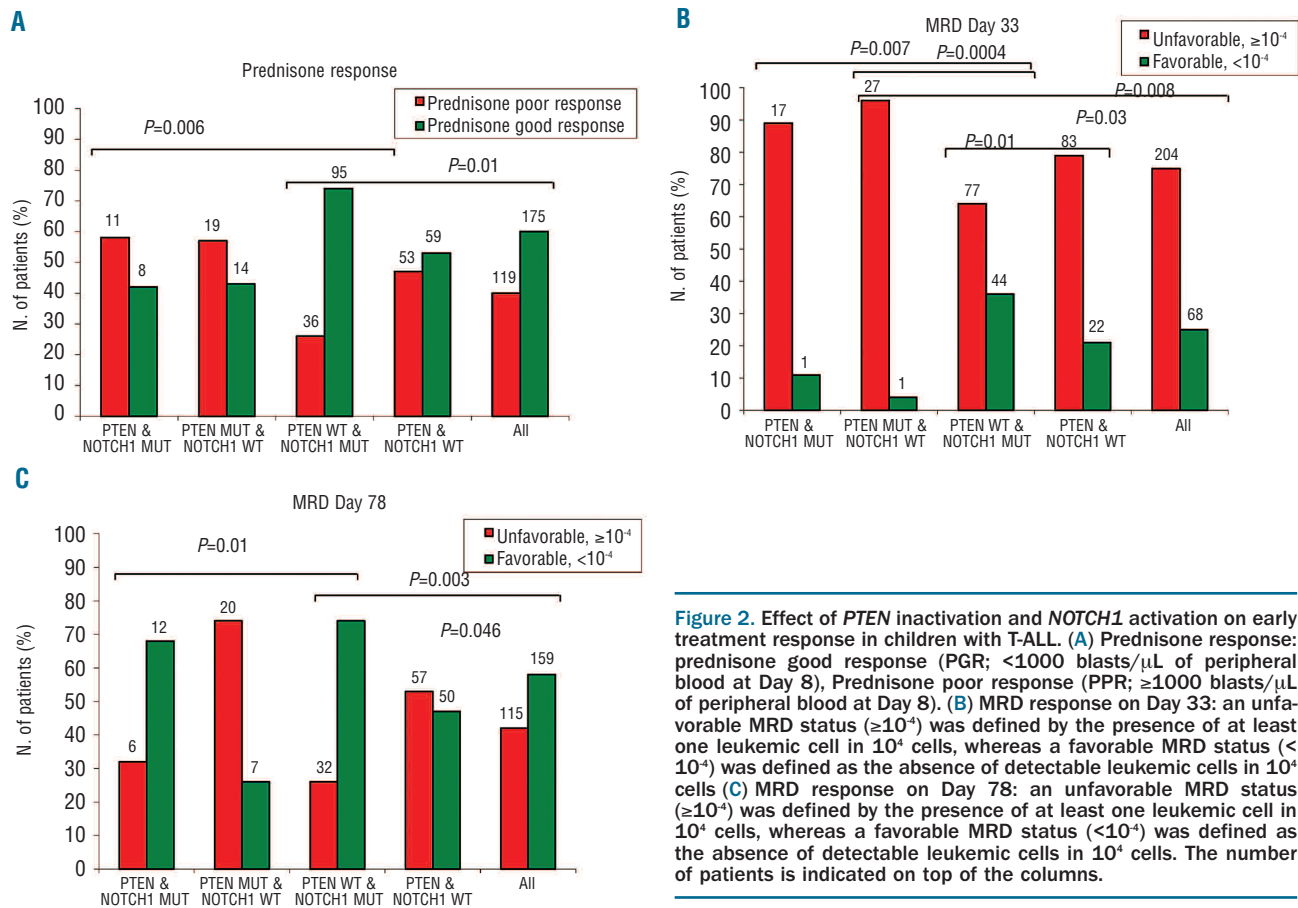 A
Prednisone response
Prednisone poor response
Prednisone good response
N. of patients (%)
100
90
80
70
60
50
40
30
20
10
0
P=0.006
P=0.01
11
8
19
14
36
95
53
59
119
175
PTEN &
NOTCH1 MUT
PTEN MUT &
NOTCH1 WT
PTEN WT &
NOTCH1 MUT
PTEN &
NOTCH1 WT
All
B
MRD Day 33
Unfavorable, ≥10⁻⁴
Favorable, <10⁻⁴
P=0.007
P=0.0004
P=0.008
P=0.03
P=0.01
N. of patients (%)
100
90
80
70
60
50
40
30
20
10
0
17
1
27
1
77
44
83
22
204
68
PTEN &
NOTCH1 MUT
PTEN MUT &
NOTCH1 WT
PTEN WT &
NOTCH1 MUT
PTEN &
NOTCH1 WT
All
C
MRD Day 78
Unfavorable, ≥10⁻⁴
Favorable, <10⁻⁴
P=0.01
P=0.003
P=0.046
N. of patients (%)
100
90
80
70
60
50
40
30
20
10
0
6
12
20
7
32
57
50
115
159
PTEN &
NOTCH1 MUT
PTEN MUT &
NOTCH1 WT
PTEN WT &
NOTCH1 MUT
PTEN &
NOTCH1 WT
All
Figure 2. Effect of PTEN inactivation and NOTCH1 activation on early
treatment response in children with T-ALL. (A) Prednisone response:
prednisone good response (PGR; <1000 blasts/µL of peripheral
blood at Day 8), Prednisone poor response (PPR; ≥1000 blasts/µL
of peripheral blood at Day 8). (B) MRD response on Day 33: an unfa-
vorable MRD status (≥10⁻⁴) was defined by the presence of at least
one leukemic cell in 10⁴ cells, whereas a favorable MRD status (<
10⁻⁴) was defined as the absence of detectable leukemic cells in 10⁴
cells (C) MRD response on Day 78: an unfavorable MRD status
(≥10⁻⁴) was defined by the presence of at least one leukemic cell in
10⁴ cells, whereas a favorable MRD status (<10⁻⁴) was defined as
the absence of detectable leukemic cells in 10⁴ cells. The number
of patients is indicated on top of the columns.